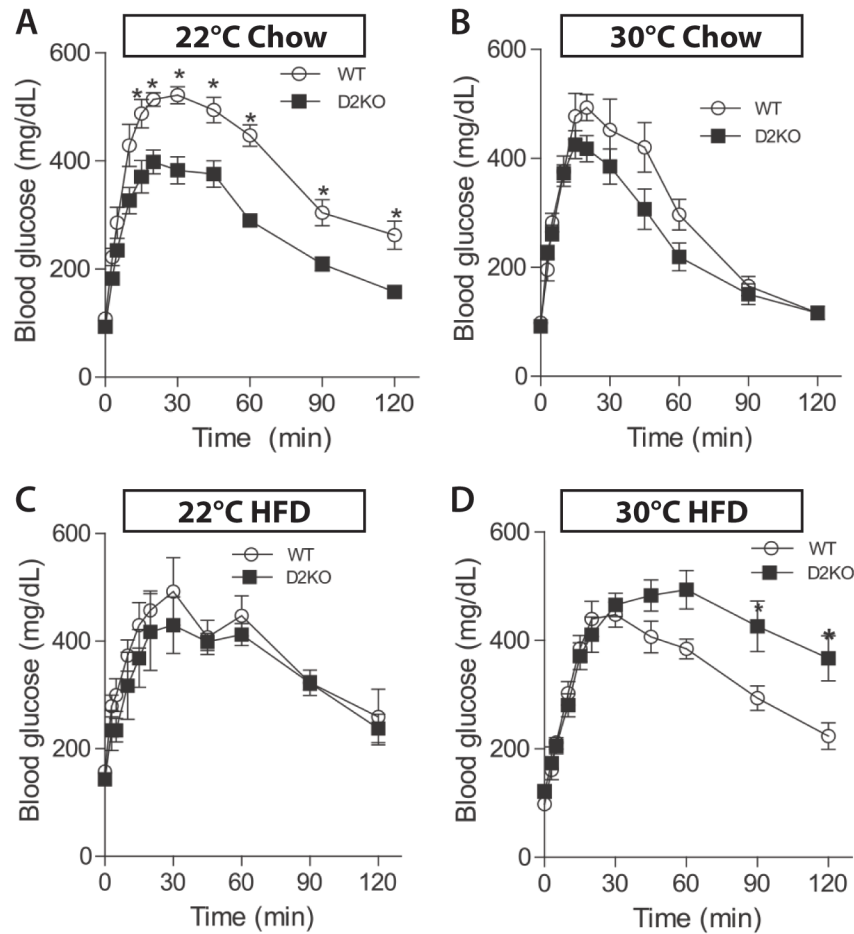 A
22°C Chow
600
400
200
0
Blood glucose (mg/dL)
WT
D2KO
* * * * * * *
0 30 60 90 120
Time (min)
B
30°C Chow
600
400
200
0
Blood glucose (mg/dL)
WT
D2KO
0 30 60 90 120
Time (min)
C
22°C HFD
600
400
200
0
Blood glucose (mg/dL)
WT
D2KO
0 30 60 90 120
Time (min)
D
30°C HFD
600
400
200
0
Blood glucose (mg/dL)
WT
D2KO
* *
0 30 60 90 120
Time (min)